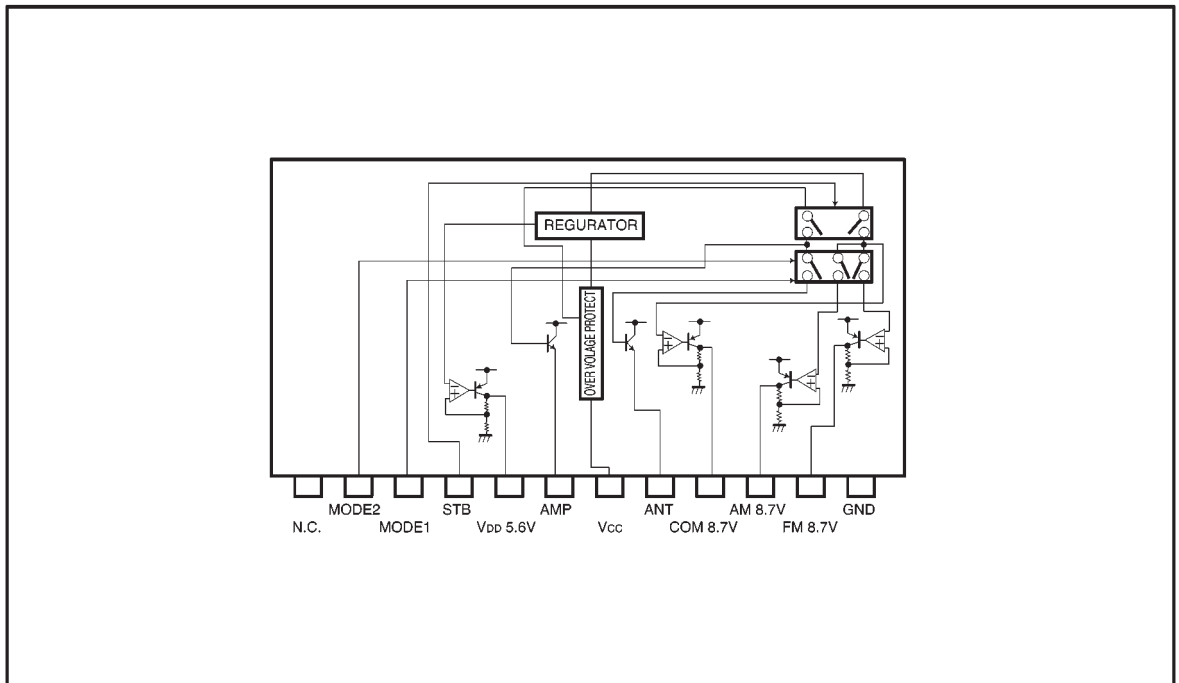 REGURATOR
OVER VOLAGE PROTECT
MODE2 STB AMP ANT AM 8.7V GND
N.C. MODE1 VDD 5.6V Vcc COM 8.7V FM 8.7V